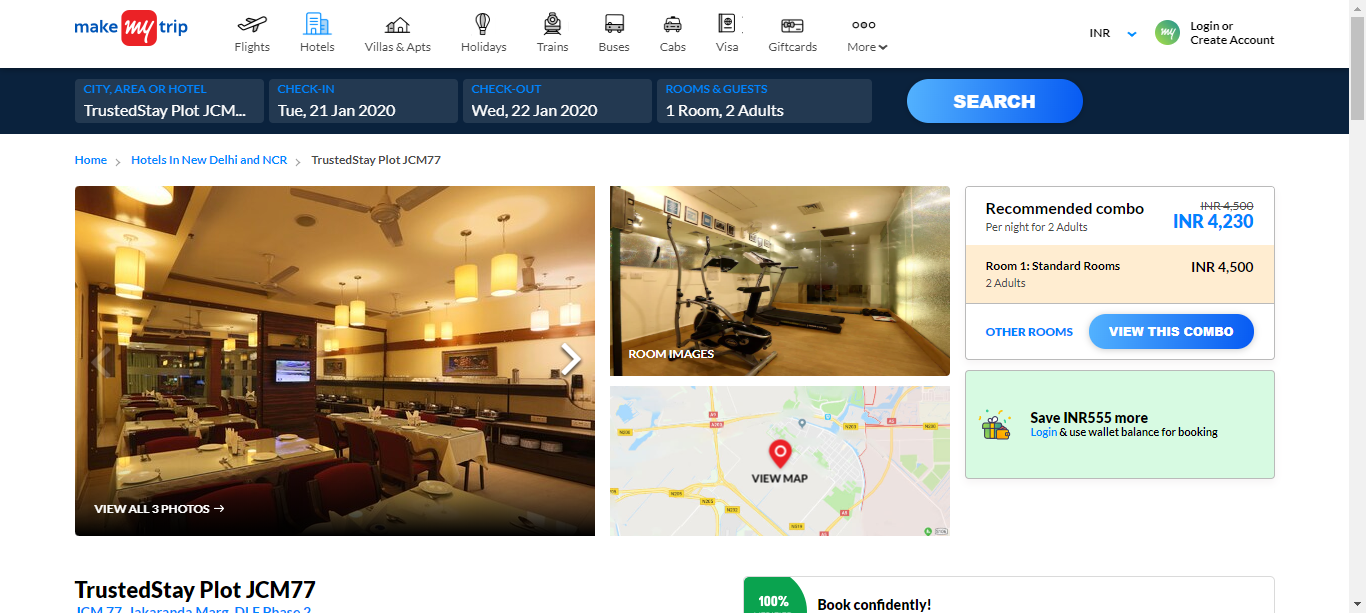 make my trip
Flights
Hotels
Villas & Apts
Holidays
Trains
Buses
Cabs
Visa
Giftcards
More
INR
my
Login or
Create Account
CITY, AREA OR HOTEL
TrustedStay Plot JCM...
CHECK-IN
Tue, 21 Jan 2020
CHECK-OUT
Wed, 22 Jan 2020
ROOMS & GUESTS
1 Room, 2 Adults
SEARCH
Home
Hotels In New Delhi and NCR
TrustedStay Plot JCM77
VIEW ALL 3 PHOTOS →
ROOM IMAGES
VIEW MAP
Recommended combo
INR 4,500
Per night for 2 Adults
INR 4,230
Room 1: Standard Rooms
INR 4,500
2 Adults
OTHER ROOMS
VIEW THIS COMBO
Save INR555 more
Login & use wallet balance for booking
TrustedStay Plot JCM77
JCM 77, Jakaranda Marg, DLF Phase 2
100%
Book confidently!